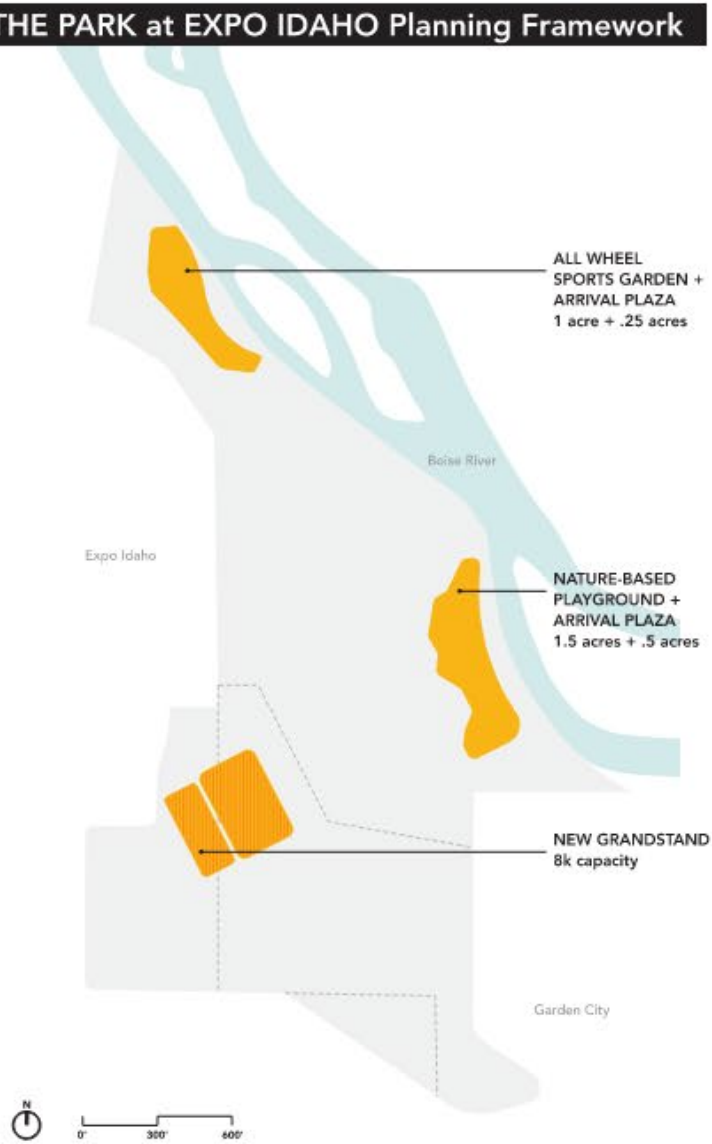 THE PARK at EXPO IDAHO Planning Framework
ALL WHEEL
SPORTS GARDEN +
ARRIVAL PLAZA
1 acre + .25 acres
Boise River
Expo Idaho
NATURE-BASED
PLAYGROUND +
ARRIVAL PLAZA
1.5 acres + .5 acres
NEW GRANDSTAND
8k capacity
Garden City
N
0' 300' 600'